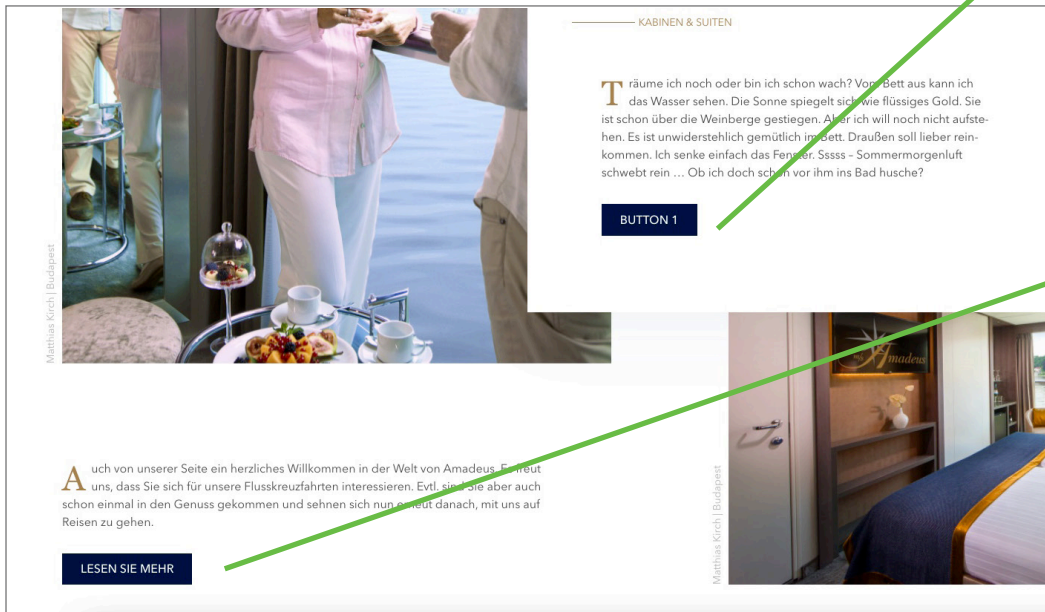 KABINEN & SUITEN
Träume ich noch oder bin ich schon wach? Vom Bett aus kann ich
das Wasser sehen. Die Sonne spiegelt sich wie flüssiges Gold. Sie
ist schon über die Weinberge gestiegen. Aber ich will noch nicht aufste-
hen. Es ist unwiderstehlich gemütlich im Bett. Draußen soll lieber rein-
kommen. Ich senke einfach das Fenster. Sssss – Sommermorgenluft
schwebt rein … Ob ich doch schon vor ihm ins Bad husche?
BUTTON 1
Matthias Kirch | Budapest
Amadeus
Auch von unserer Seite ein herzliches Willkommen in der Welt von Amadeus. Es freut
uns, dass Sie sich für unsere Flusskreuzfahrten interessieren. Evtl. sind Sie aber auch
schon einmal in den Genuss gekommen und sehnen sich nun erneut danach, mit uns auf
Reisen zu gehen.
LESEN SIE MEHR
Matthias Kirch | Budapest